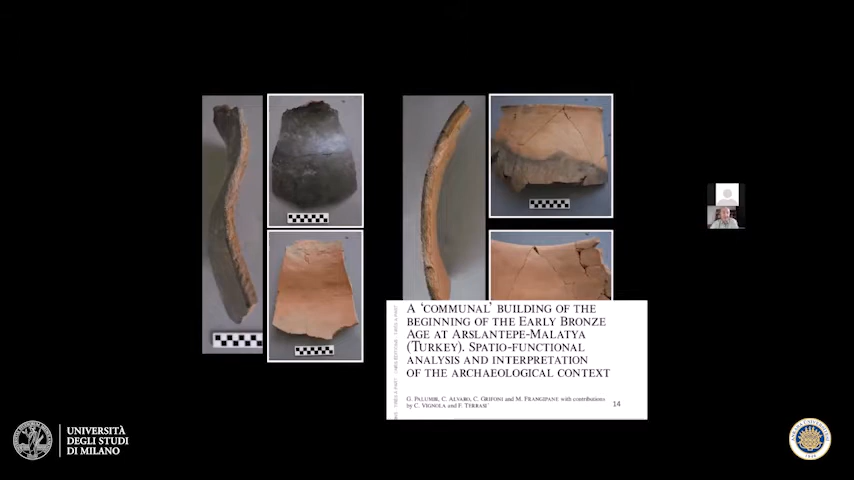 A ‘COMMUNAL’ BUILDING OF THE
BEGINNING OF THE EARLY BRONZE
AGE AT ARSLANTEPE-MALATYA
(TURKEY). SPATIO-FUNCTIONAL
ANALYSIS AND INTERPRETATION
OF THE ARCHAEOLOGICAL CONTEXT
G. PALUMBI, C. ALVARO, C. GRIFONI and M. FRANGIPANE with contributions
by C. VIGNOLA and F. TERRASI
14
UNIVERSITÀ
DEGLI STUDI
DI MILANO